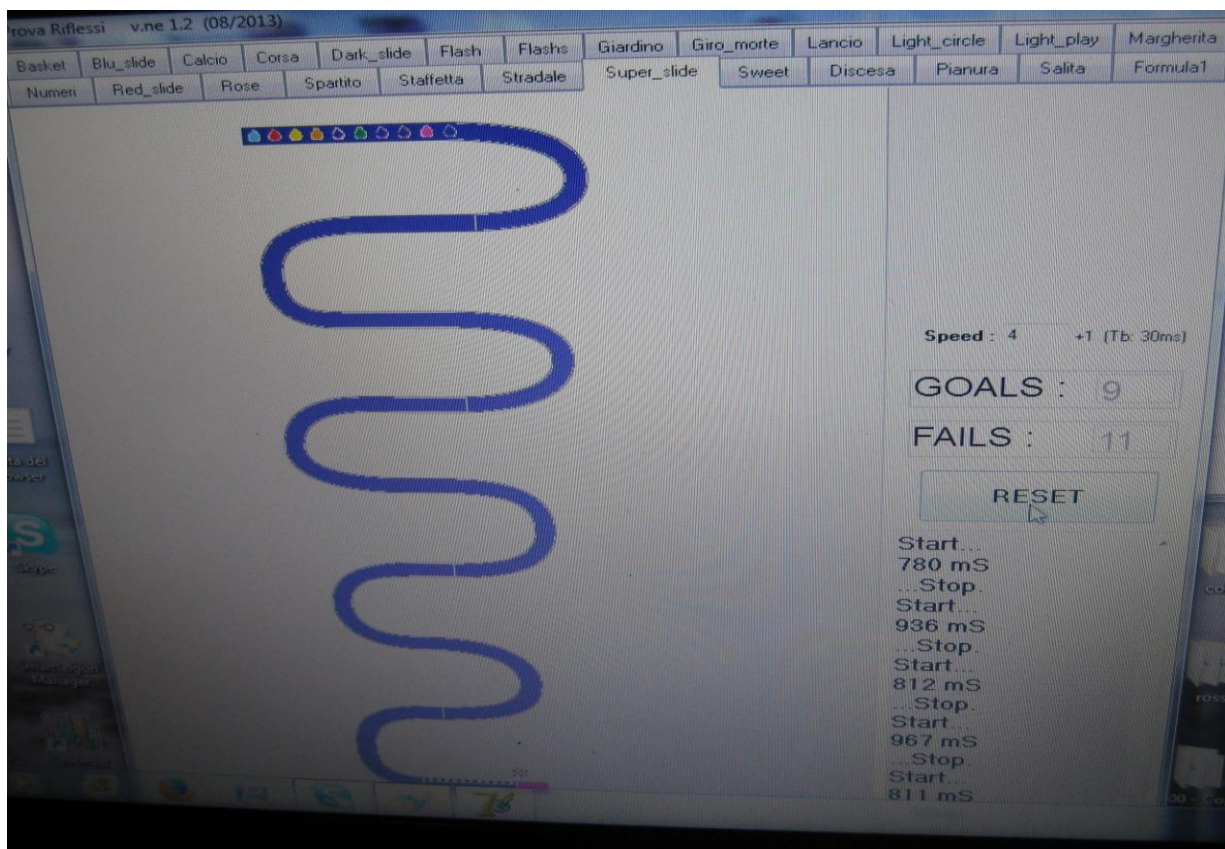 Prova Riflessi v.ne 1.2 (08/2013)
Basket Blu_slide Calcio Corsa Dark_slide Flash Flashs Giardino Giro_morte Lancio Light_circle Light_play Margherita
Numeri Red_slide Rose Spartito Staffetta Stradale Super_slide Sweet Discesa Pianura Salita Formula1
Speed : 4 +1 (Tb: 30ms)
GOALS : 9
FAILS : 11
RESET
Start...
780 mS
...Stop.
Start...
936 mS
...Stop.
Start...
812 mS
...Stop.
Start...
967 mS
...Stop.
Start...
811 mS
Skype
Manager